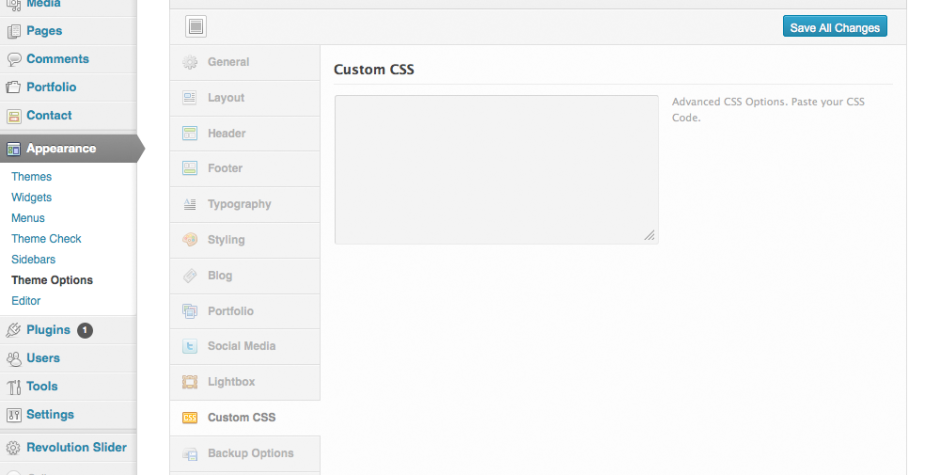 Media
Pages
Comments
Portfolio
Contact
Appearance
Themes
Widgets
Menus
Theme Check
Sidebars
Theme Options
Editor
Plugins 1
Users
Tools
Settings
Revolution Slider
Save All Changes
General
Layout
Header
Footer
Typography
Styling
Blog
Portfolio
Social Media
Lightbox
CSS Custom CSS
Backup Options
Custom CSS
Advanced CSS Options. Paste your CSS
Code.